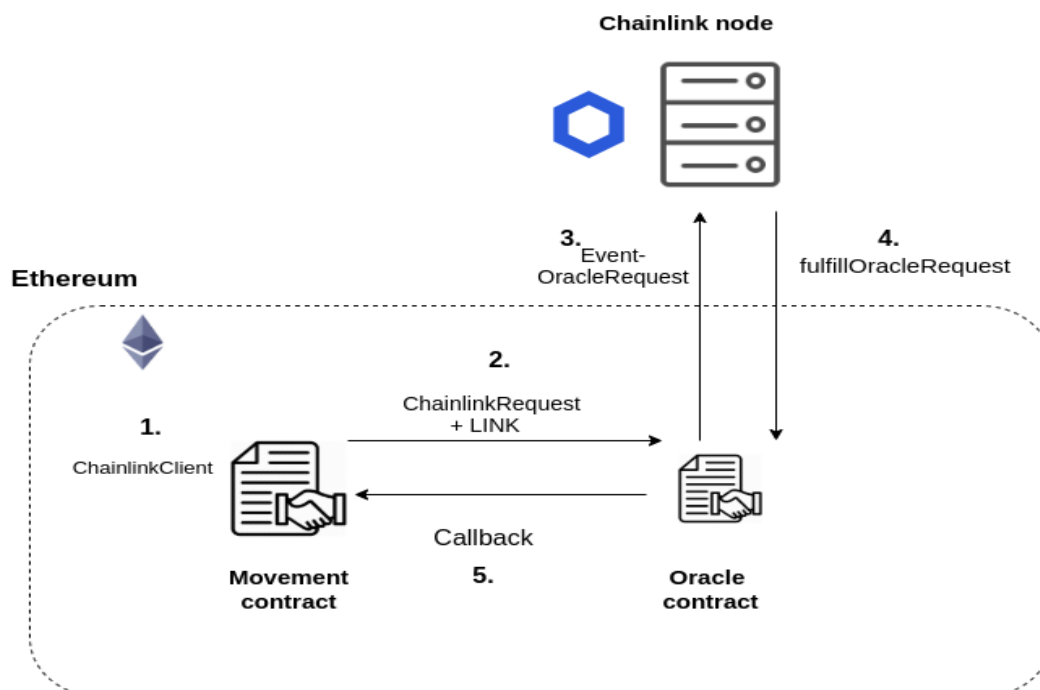 Chainlink node
3.
Event-
OracleRequest
4.
fulfillOracleRequest
Ethereum
2.
ChainlinkRequest
+ LINK
1.
ChainlinkClient
Callback
5.
Movement
contract
Oracle
contract